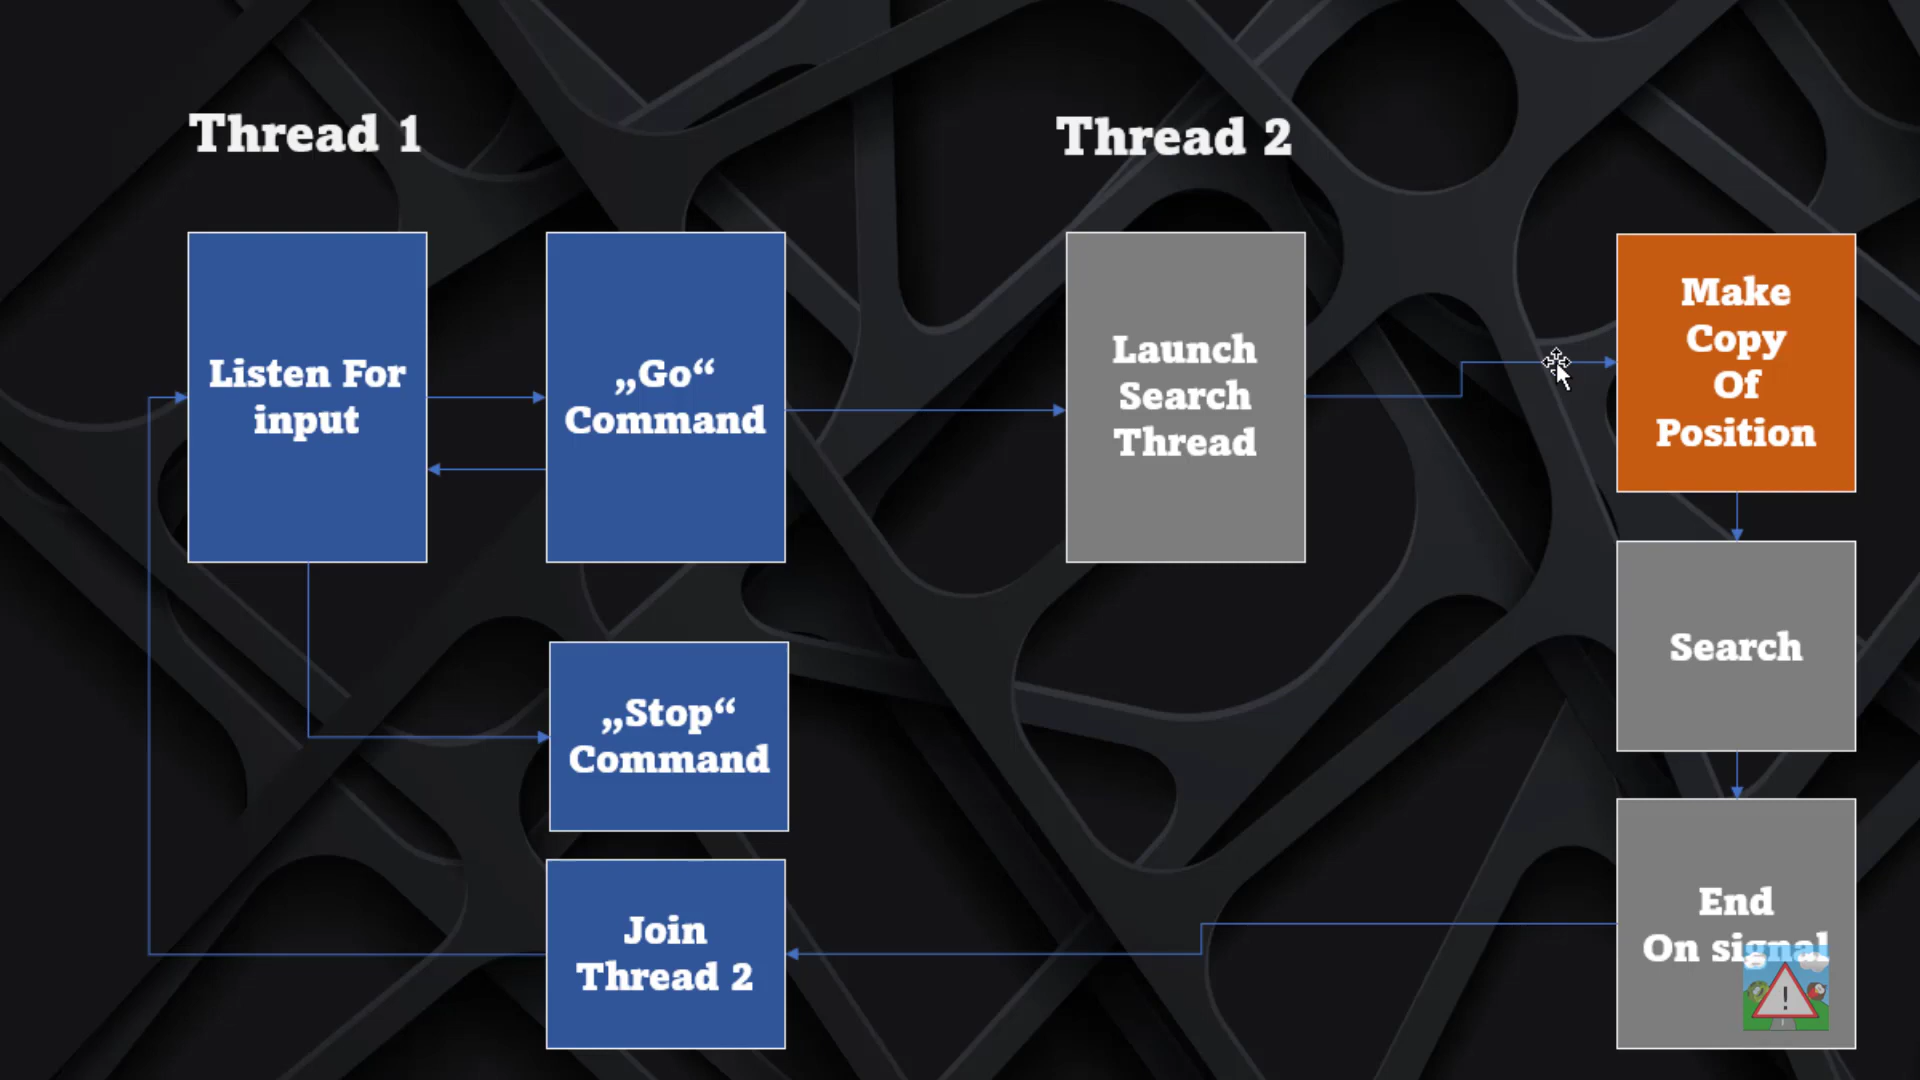 Thread 1
Thread 2
Listen For
input
„Go“
Command
Launch
Search
Thread
Make
Copy
Of
Position
Search
„Stop“
Command
Join
Thread 2
End
On signal
!